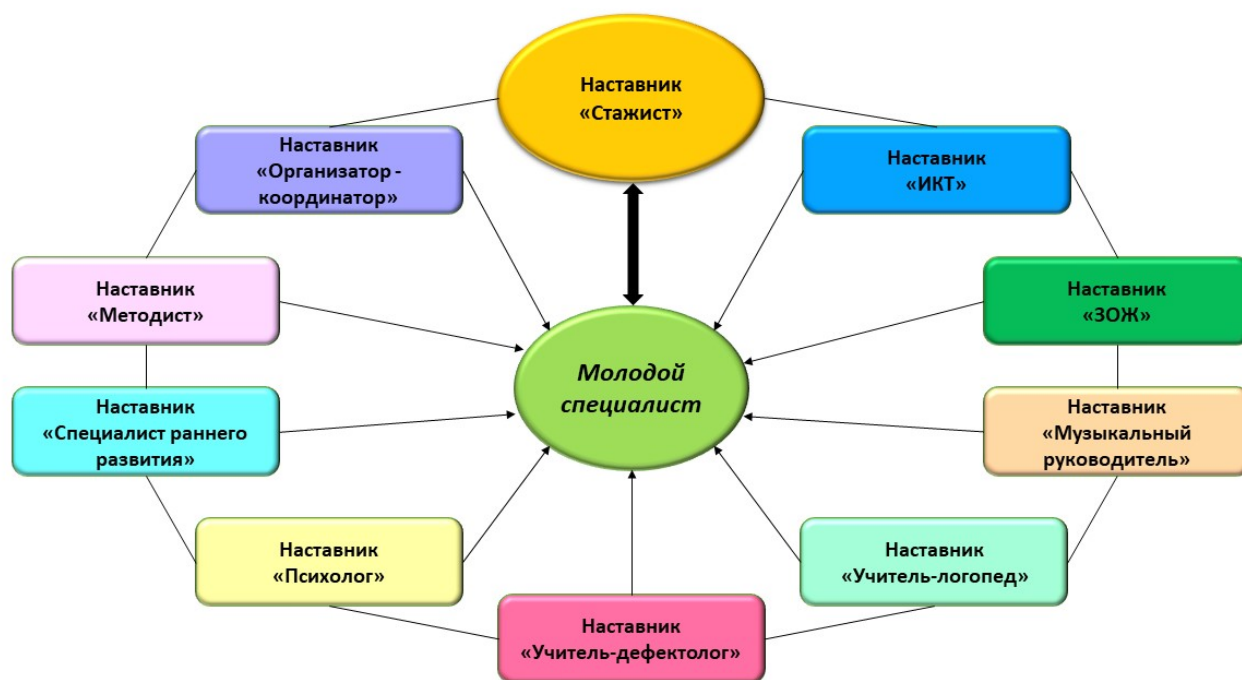 Наставник
«Стажист»
Наставник
«Организатор -
координатор»
Наставник
«ИКТ»
Наставник
«Методист»
Наставник
«ЗОЖ»
Молодой
специалист
Наставник
«Специалист раннего
развития»
Наставник
«Музыкальный
руководитель»
Наставник
«Психолог»
Наставник
«Учитель-логопед»
Наставник
«Учитель-дефектолог»